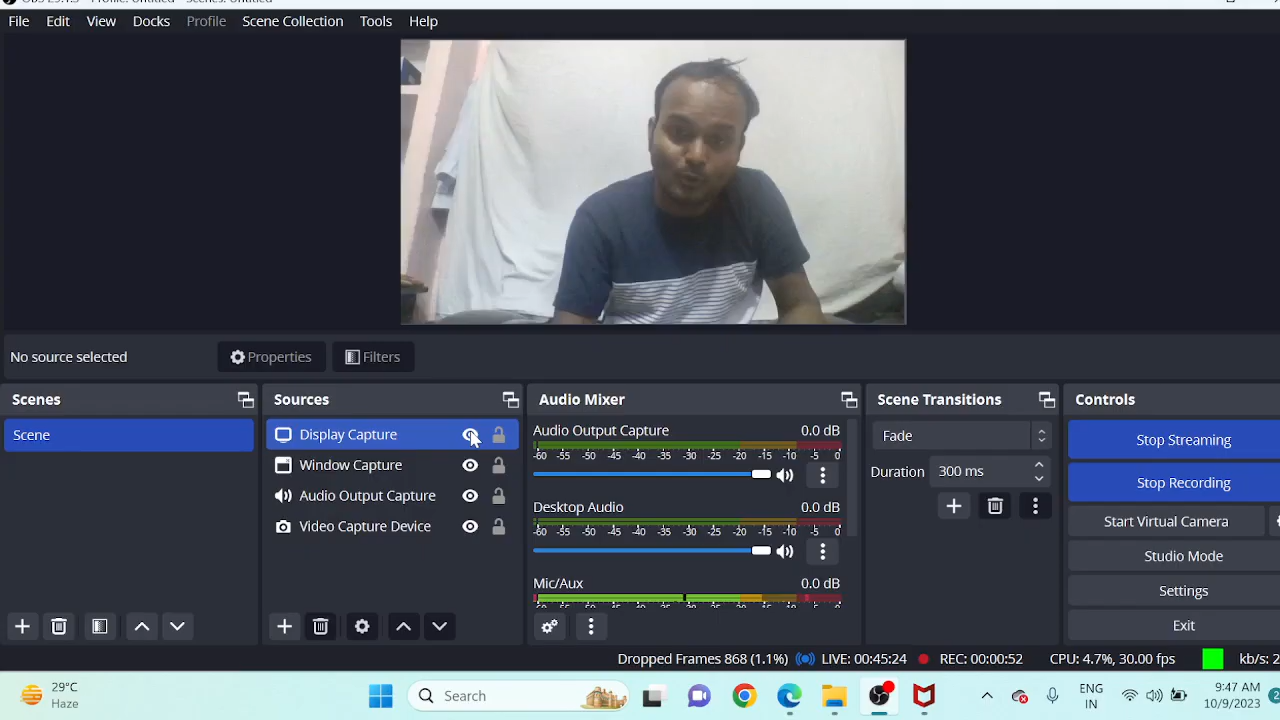 File Edit View Docks Profile Scene Collection Tools Help
No source selected Properties Filters
Scenes Sources Audio Mixer Scene Transitions Controls
Scene
Display Capture
Window Capture
Audio Output Capture
Video Capture Device
Audio Output Capture 0.0 dB
-60 -55 -50 -45 -40 -35 -30 -25 -20 -15 -10 -5 0
Desktop Audio 0.0 dB
-60 -55 -50 -45 -40 -35 -30 -25 -20 -15 -10 -5 0
Mic/Aux 0.0 dB
Fade
Duration 300 ms
Stop Streaming
Stop Recording
Start Virtual Camera
Studio Mode
Settings
Exit
Dropped Frames 868 (1.1%) LIVE: 00:45:24 REC: 00:00:52 CPU: 4.7%, 30.00 fps kb/s: 2
29°C
Haze
Search
ENG
IN
9:47 AM
10/9/2023